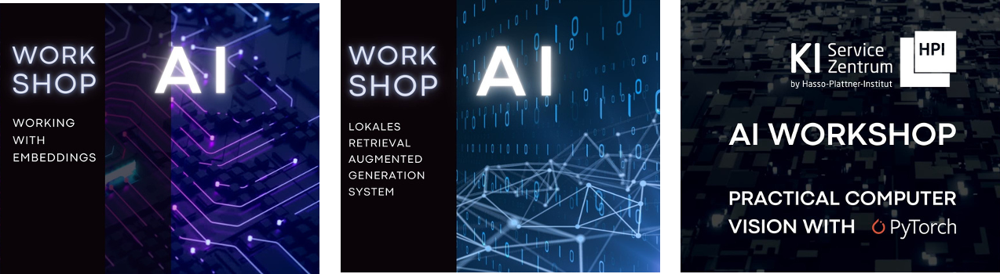 WORK
SHOP
AI
WORKING
WITH
EMBEDDINGS
WORK
SHOP
AI
LOKALES
RETRIEVAL
AUGMENTED
GENERATION
SYSTEM
KI Service
Zentrum
by Hasso-Plattner-Institut
HPI
AI WORKSHOP
PRACTICAL COMPUTER
VISION WITH PyTorch